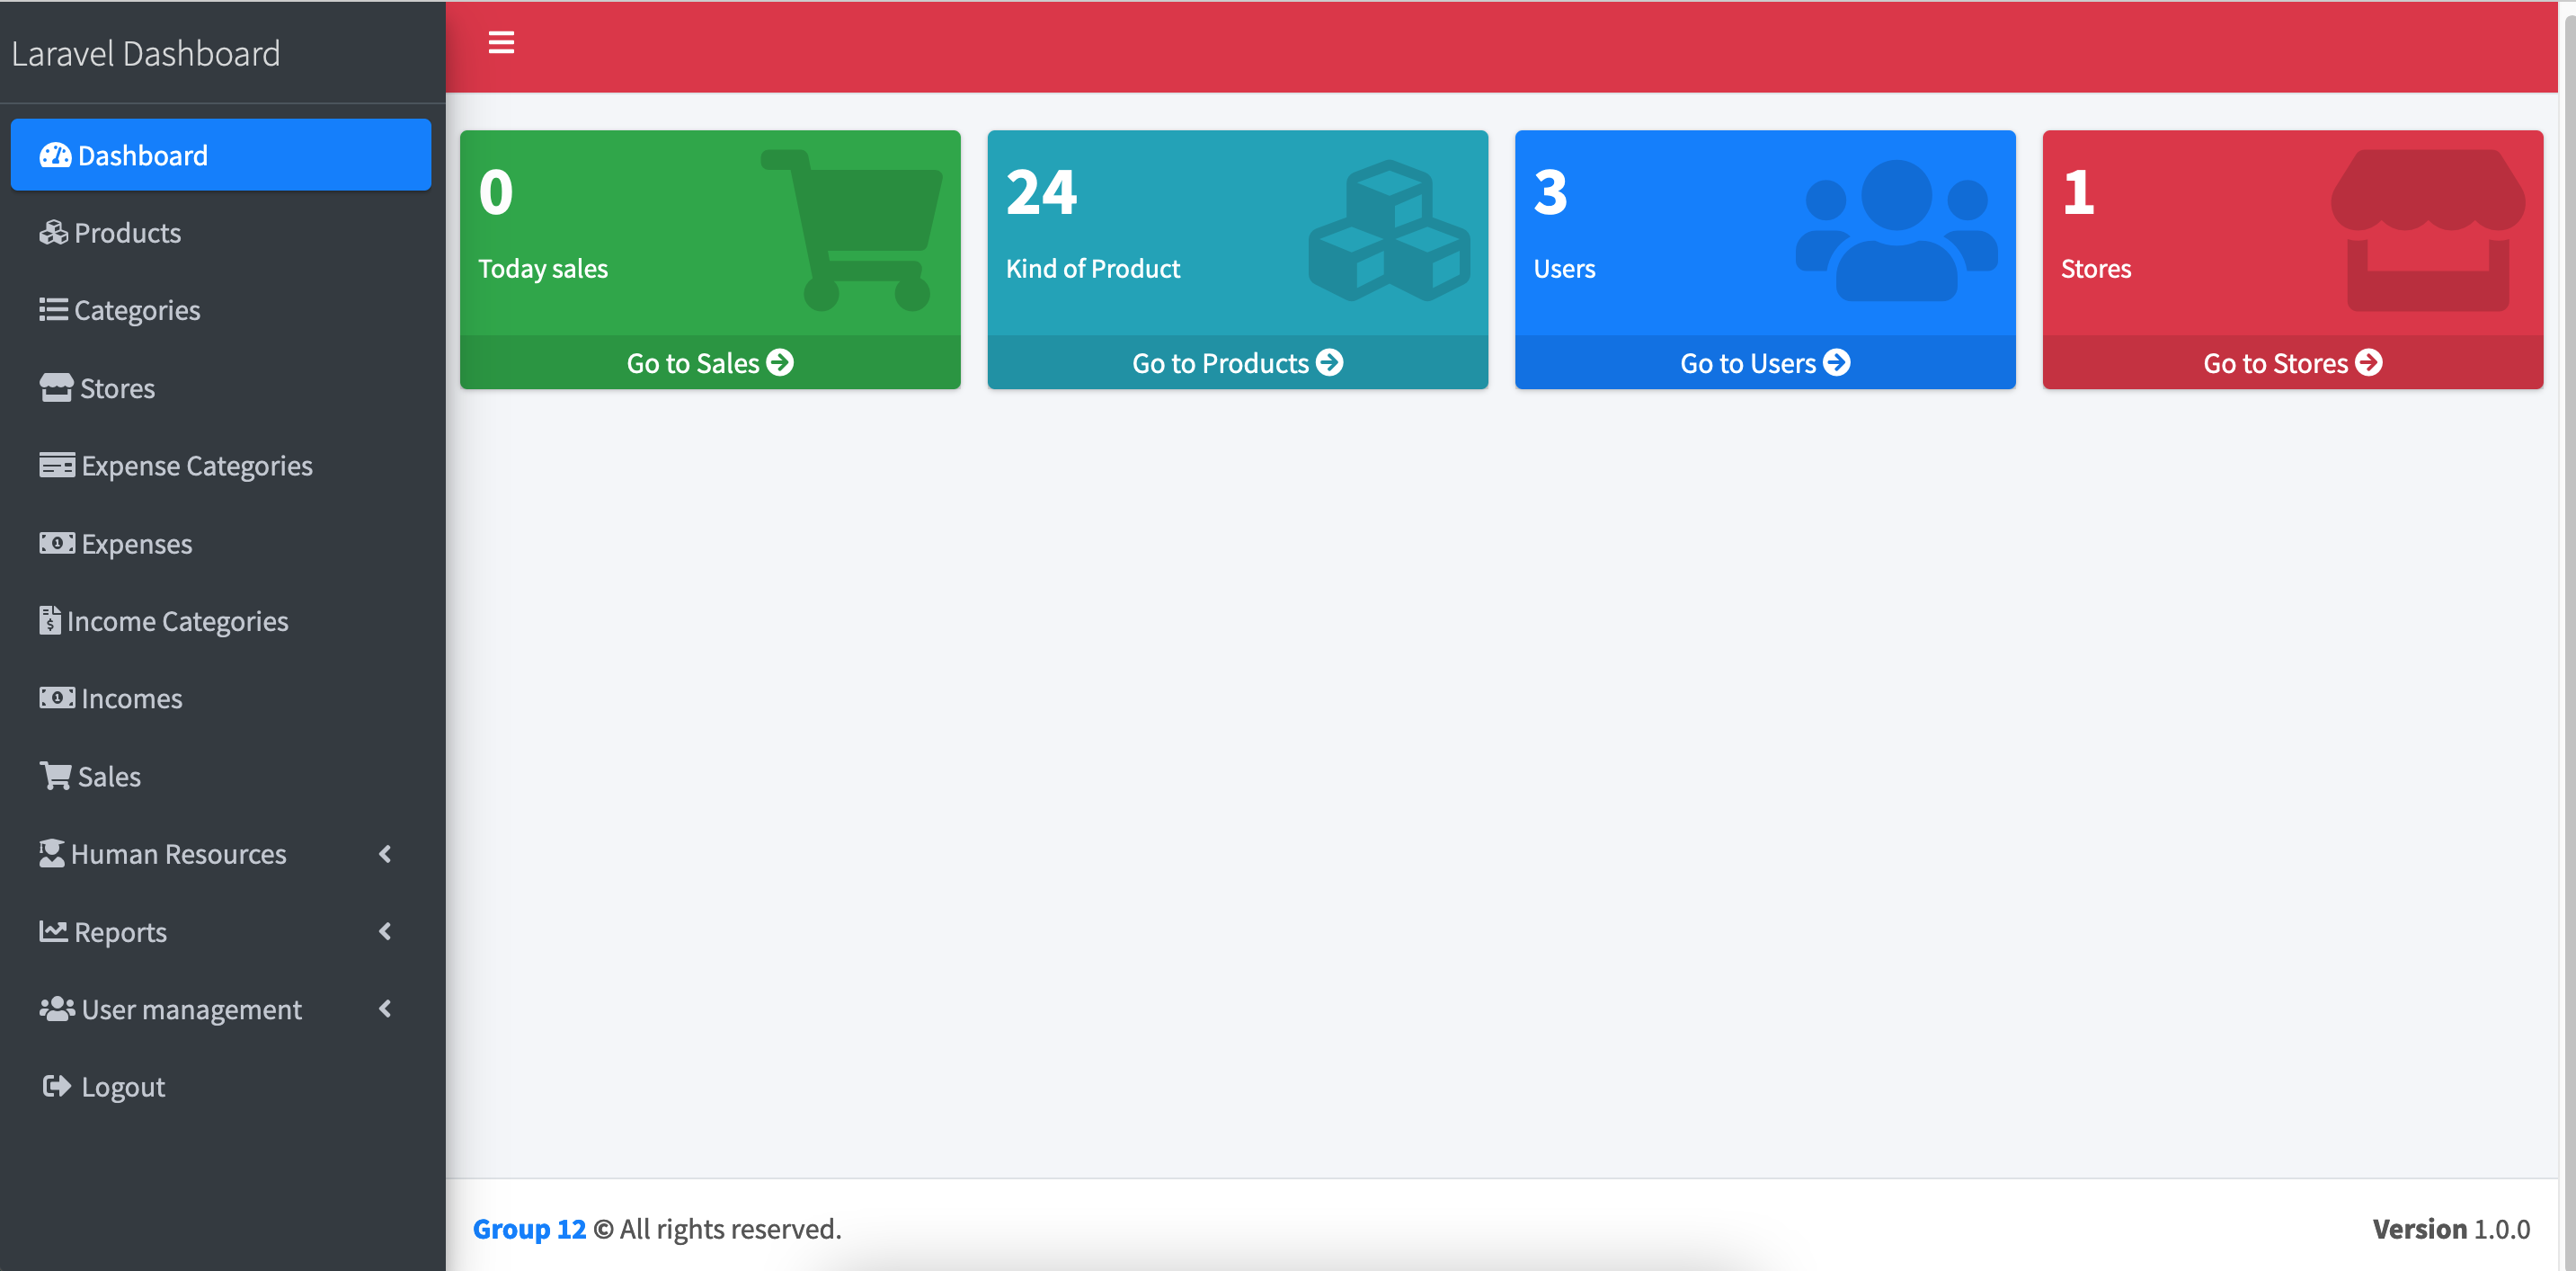 Laravel Dashboard
Dashboard
Products
Categories
Stores
Expense Categories
Expenses
Income Categories
Incomes
Sales
Human Resources
Reports
User management
Logout
0
Today sales
Go to Sales
24
Kind of Product
Go to Products
3
Users
Go to Users
1
Stores
Go to Stores
Group 12 © All rights reserved.
Version 1.0.0